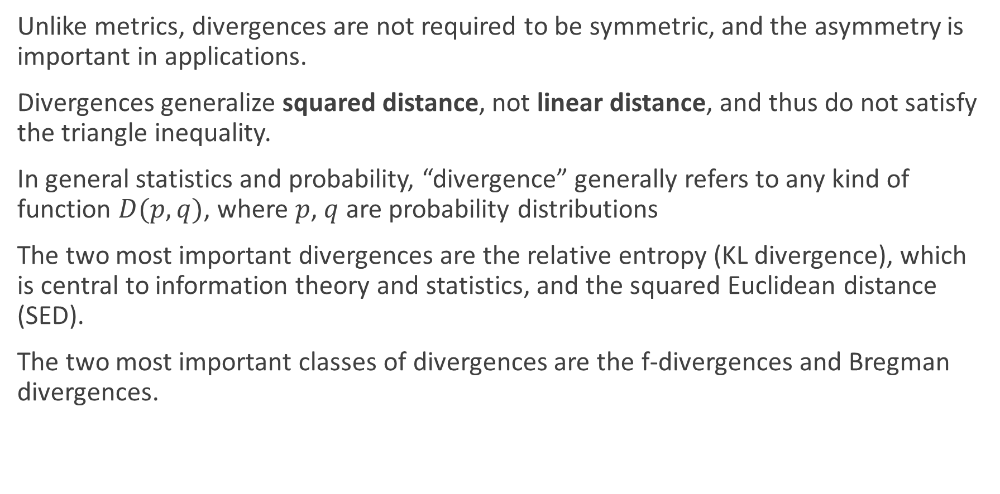 Unlike metrics, divergences are not required to be symmetric, and the asymmetry is
important in applications.
Divergences generalize squared distance, not linear distance, and thus do not satisfy
the triangle inequality.
In general statistics and probability, “divergence” generally refers to any kind of
function D(p, q), where p, q are probability distributions
The two most important divergences are the relative entropy (KL divergence), which
is central to information theory and statistics, and the squared Euclidean distance
(SED).
The two most important classes of divergences are the f-divergences and Bregman
divergences.